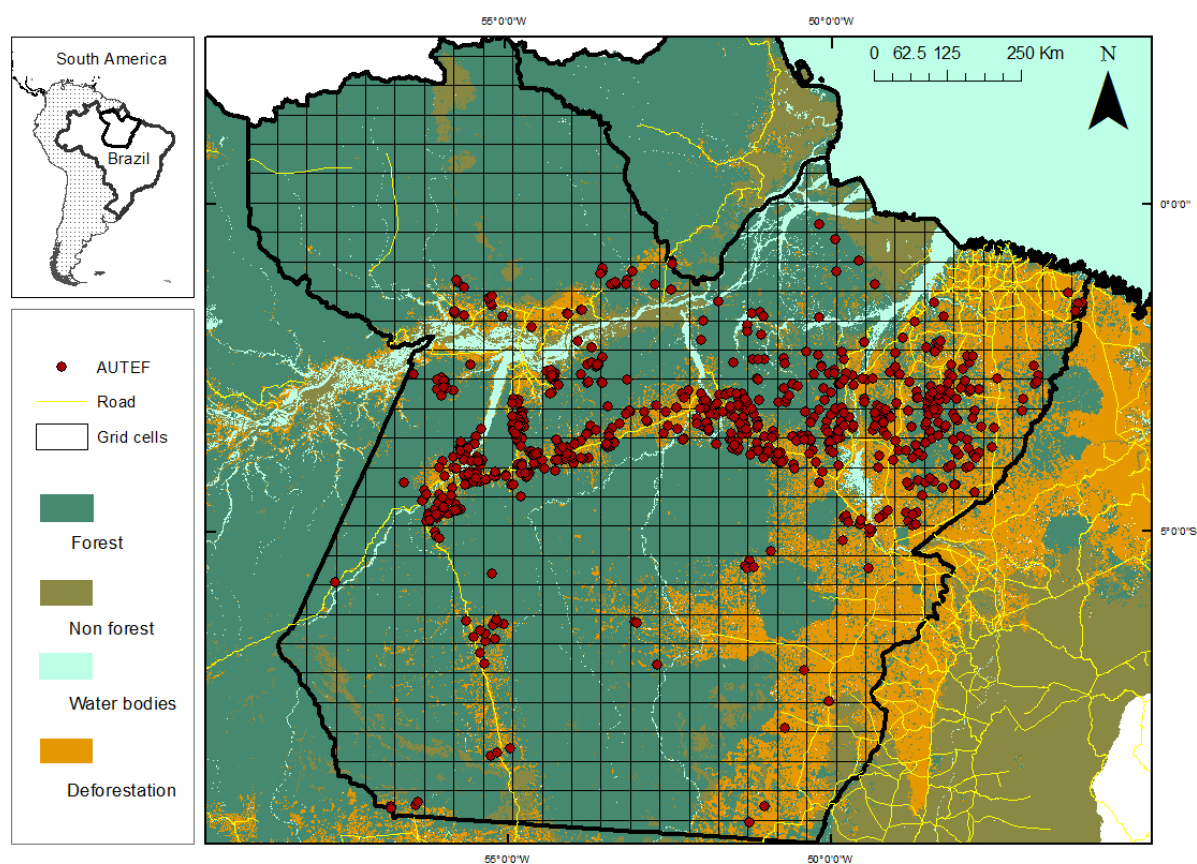 55°0'0"W
50°0'0"W
South America
Brazil
0 62.5 125 250 Km
N
0°0'0"
AUTEF
Road
Grid cells
Forest
5°0'0"S
Non forest
Water bodies
Deforestation
55°0'0"W
50°0'0"W